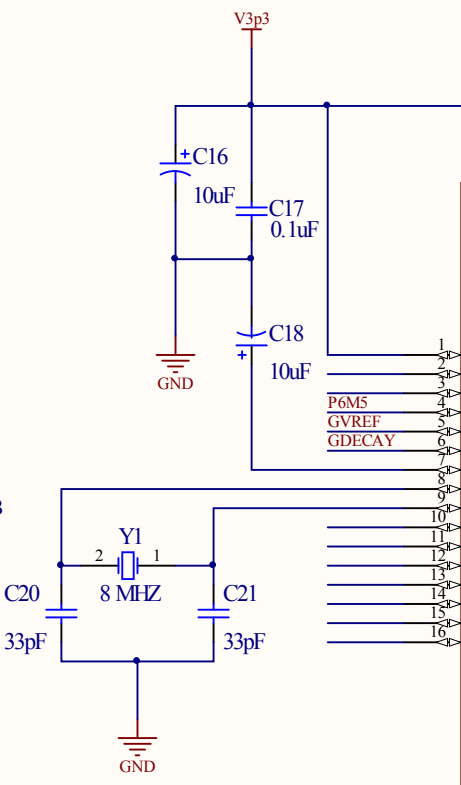 V3p3
+ C16
10uF
C17
0.1uF
C18
+
10uF
GND
1
2
3
P6M5 4
GVREF 5
GDECAY 6
7
8
9
10
11
12
13
14
15
16
Y1
2 1
8 MHZ
C20
33pF
C21
33pF
GND